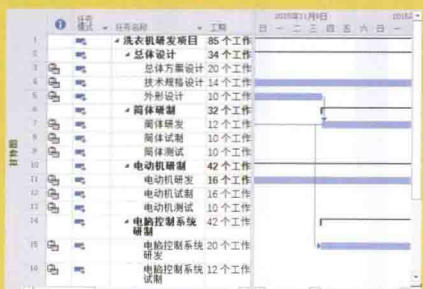 任务模式 任务名称 工期 2015年11月9日
日 一 二 三 四 五 六 日 一
1 洗衣机研发项目 85 个工作
2 总体设计 34 个工作
3 总体方案设计 20 个工作
4 技术规格设计 14 个工作
5 外形设计 10 个工作
6 筒体研制 32 个工作
7 筒体研发 12 个工作
8 筒体试制 10 个工作
9 筒体测试 10 个工作
10 电动机研制 42 个工作
11 电动机研发 16 个工作
12 电动机试制 16 个工作
13 电动机测试 10 个工作
14 电脑控制系统研制 42 个工作
15 电脑控制系统研发 20 个工作
16 电脑控制系统试制 12 个工作
甘特图